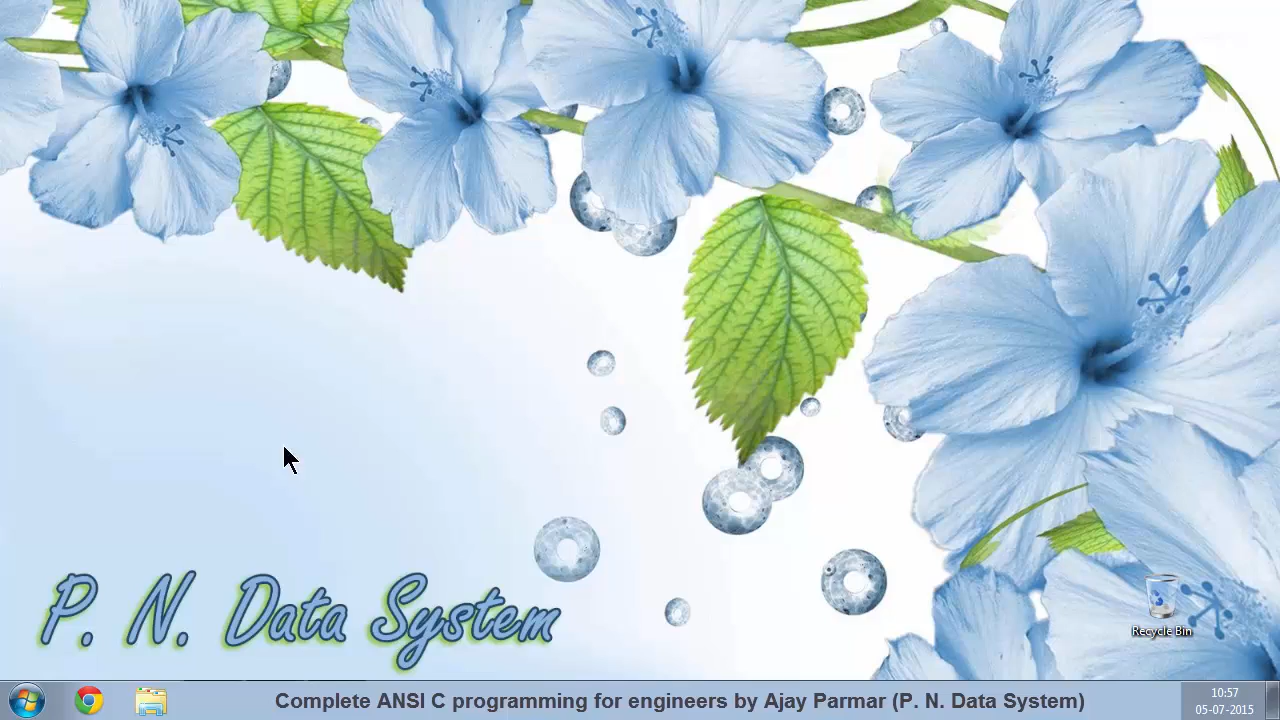 P. N. Data System
Recycle Bin
Complete ANSI C programming for engineers by Ajay Parmar (P. N. Data System)
10:57
05-07-2015